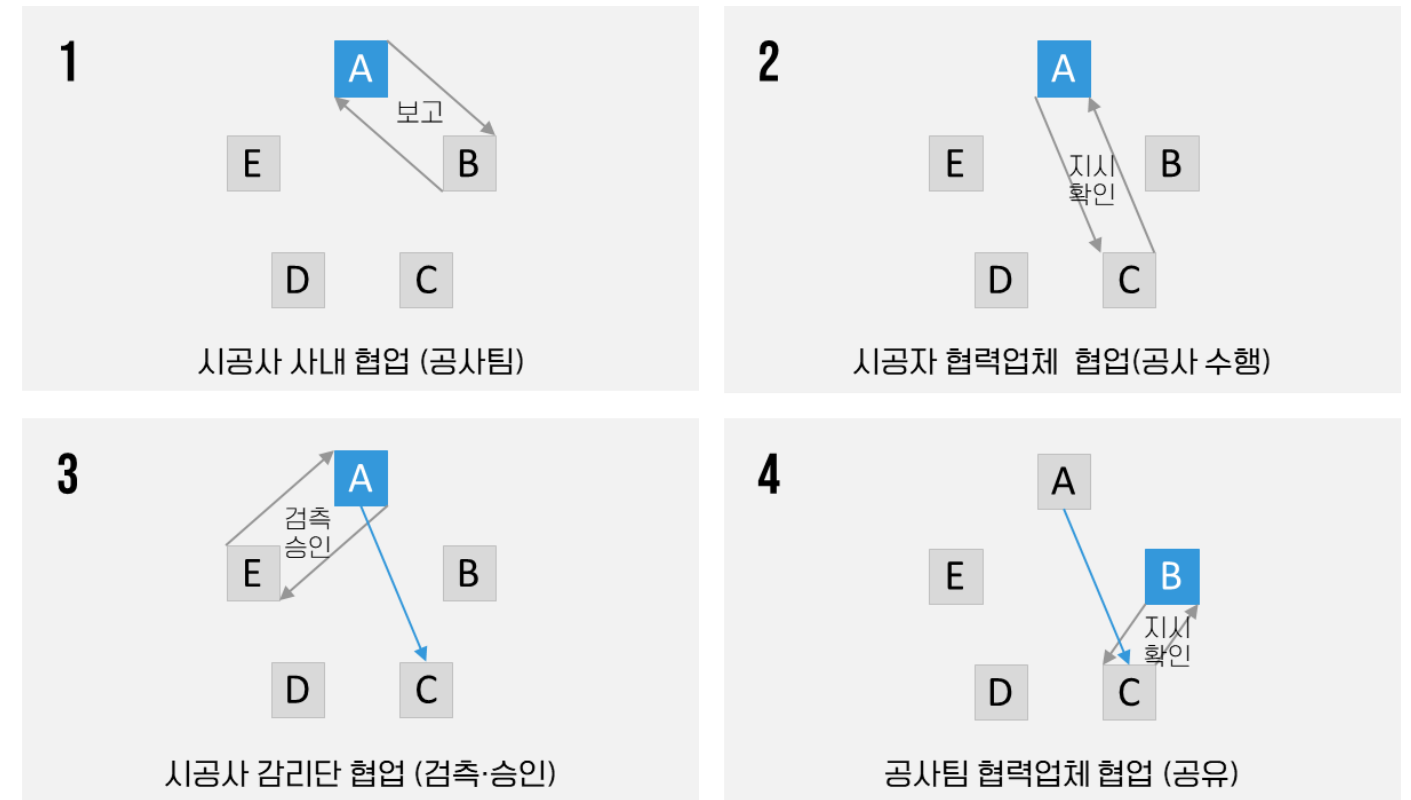 1
A
보고
E
B
D
C
시공사 사내 협업 (공사팀)
2
A
지시
확인
E
B
D
C
시공자 협력업체 협업(공사 수행)
3
A
검측
승인
E
B
D
C
시공사 감리단 협업 (검측·승인)
4
A
E
B
지시
확인
D
C
공사팀 협력업체 협업 (공유)